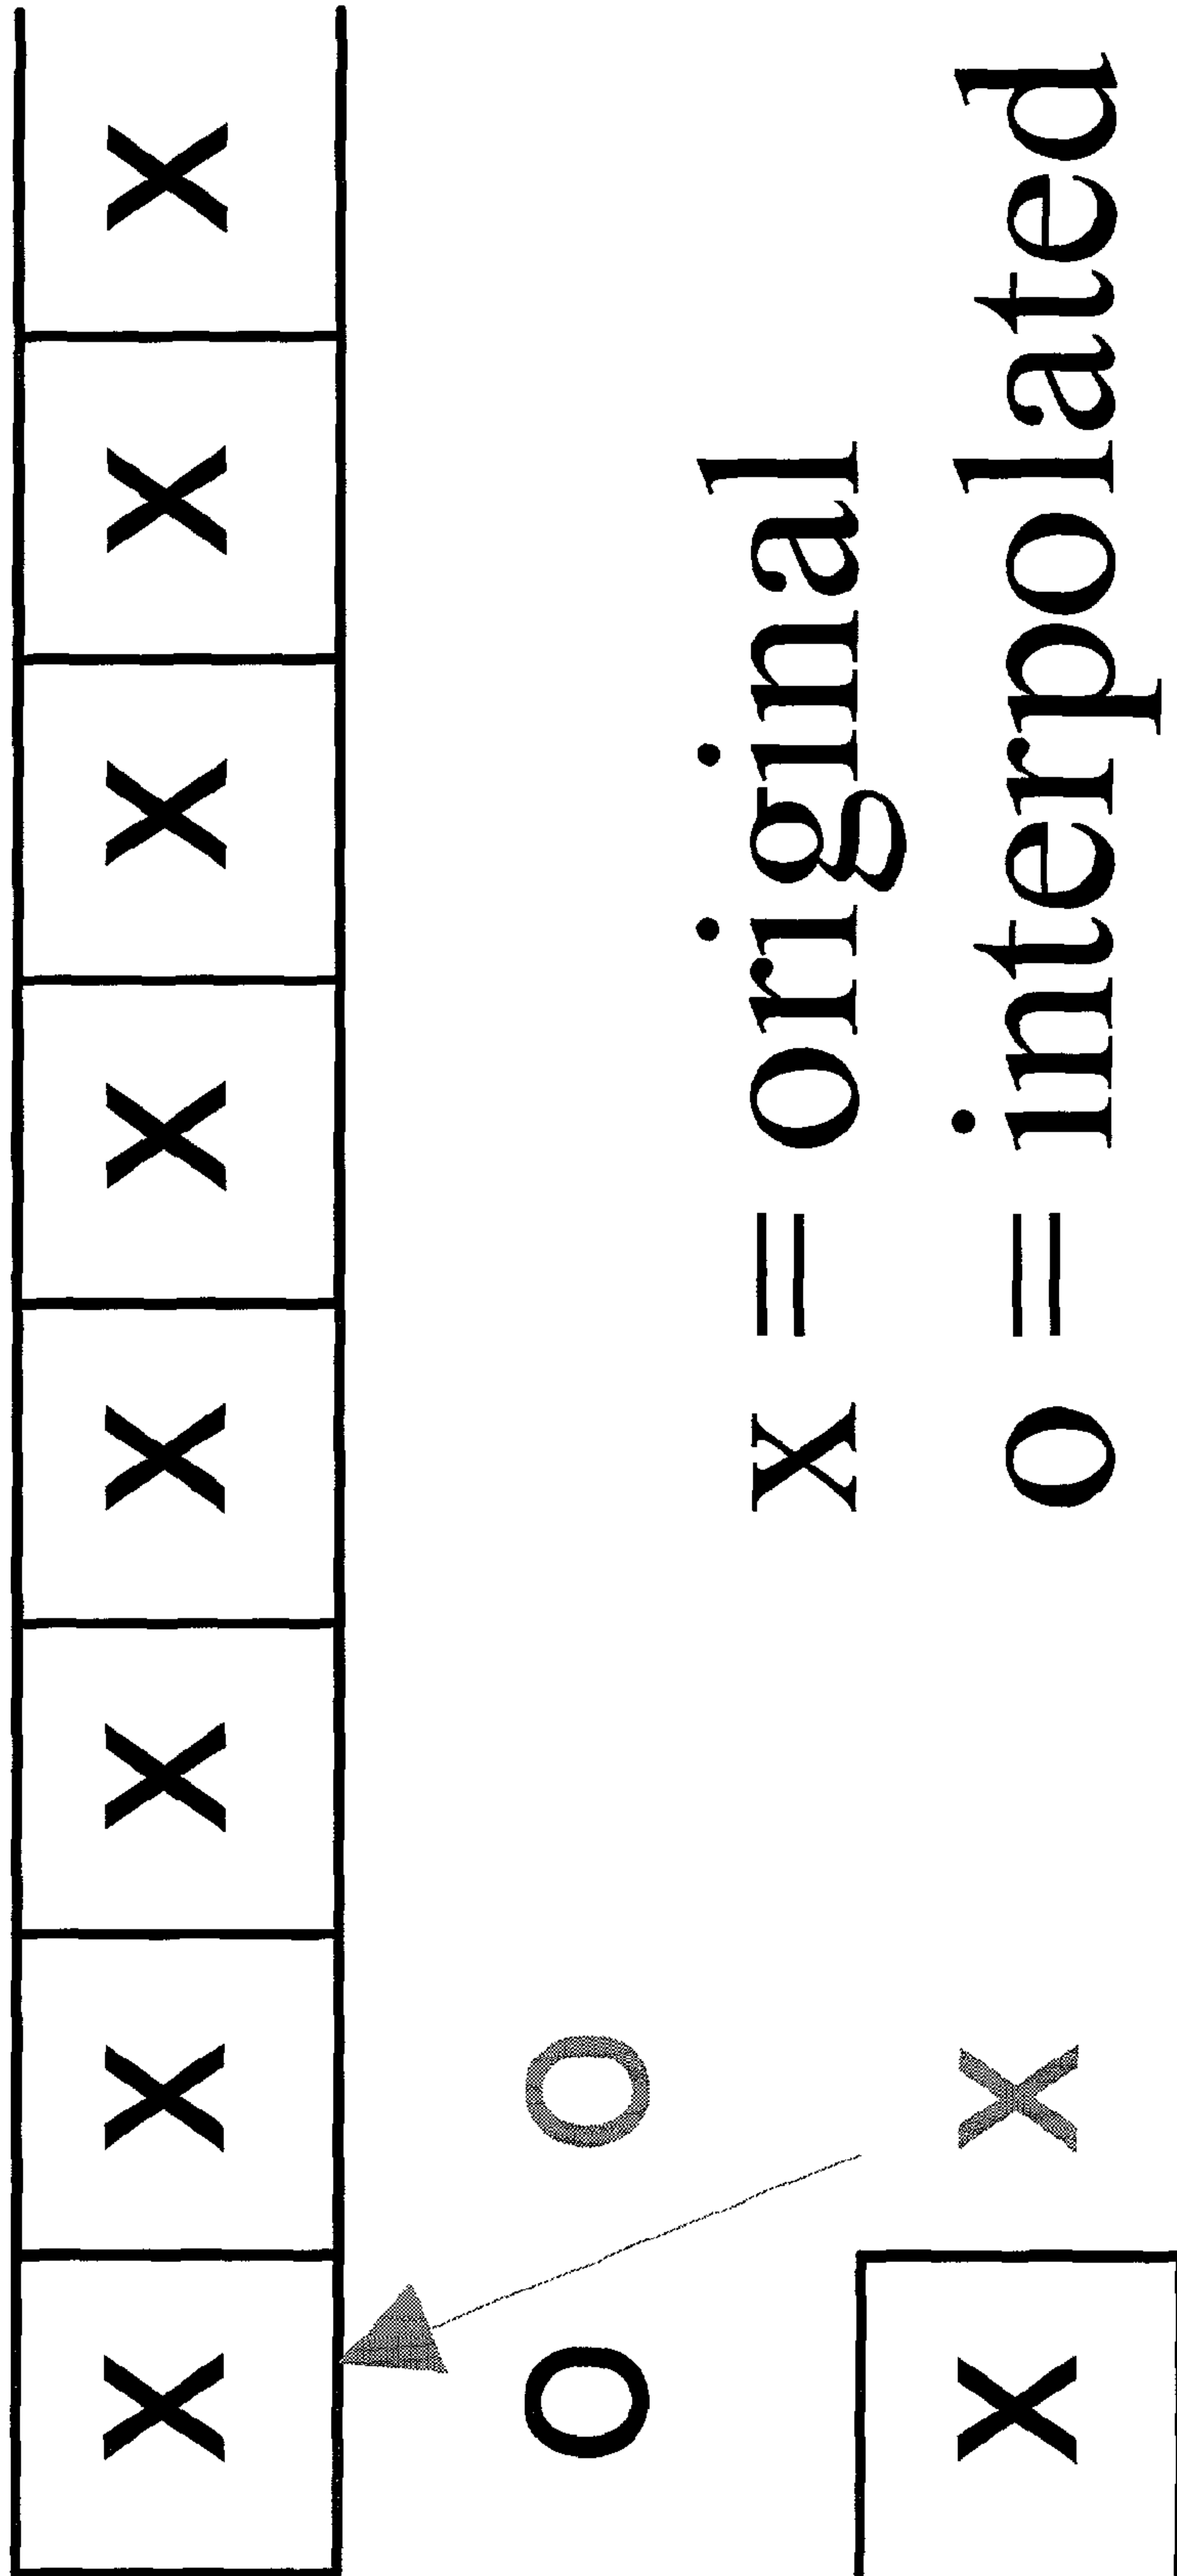 X X X X X X X X
O O
X X
x = original
o = interpolated